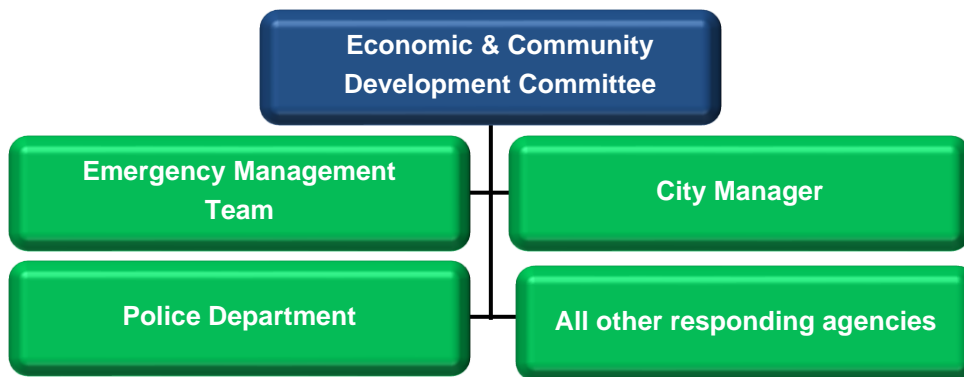 Economic & Community
Development Committee
Emergency Management
Team
City Manager
Police Department
All other responding agencies